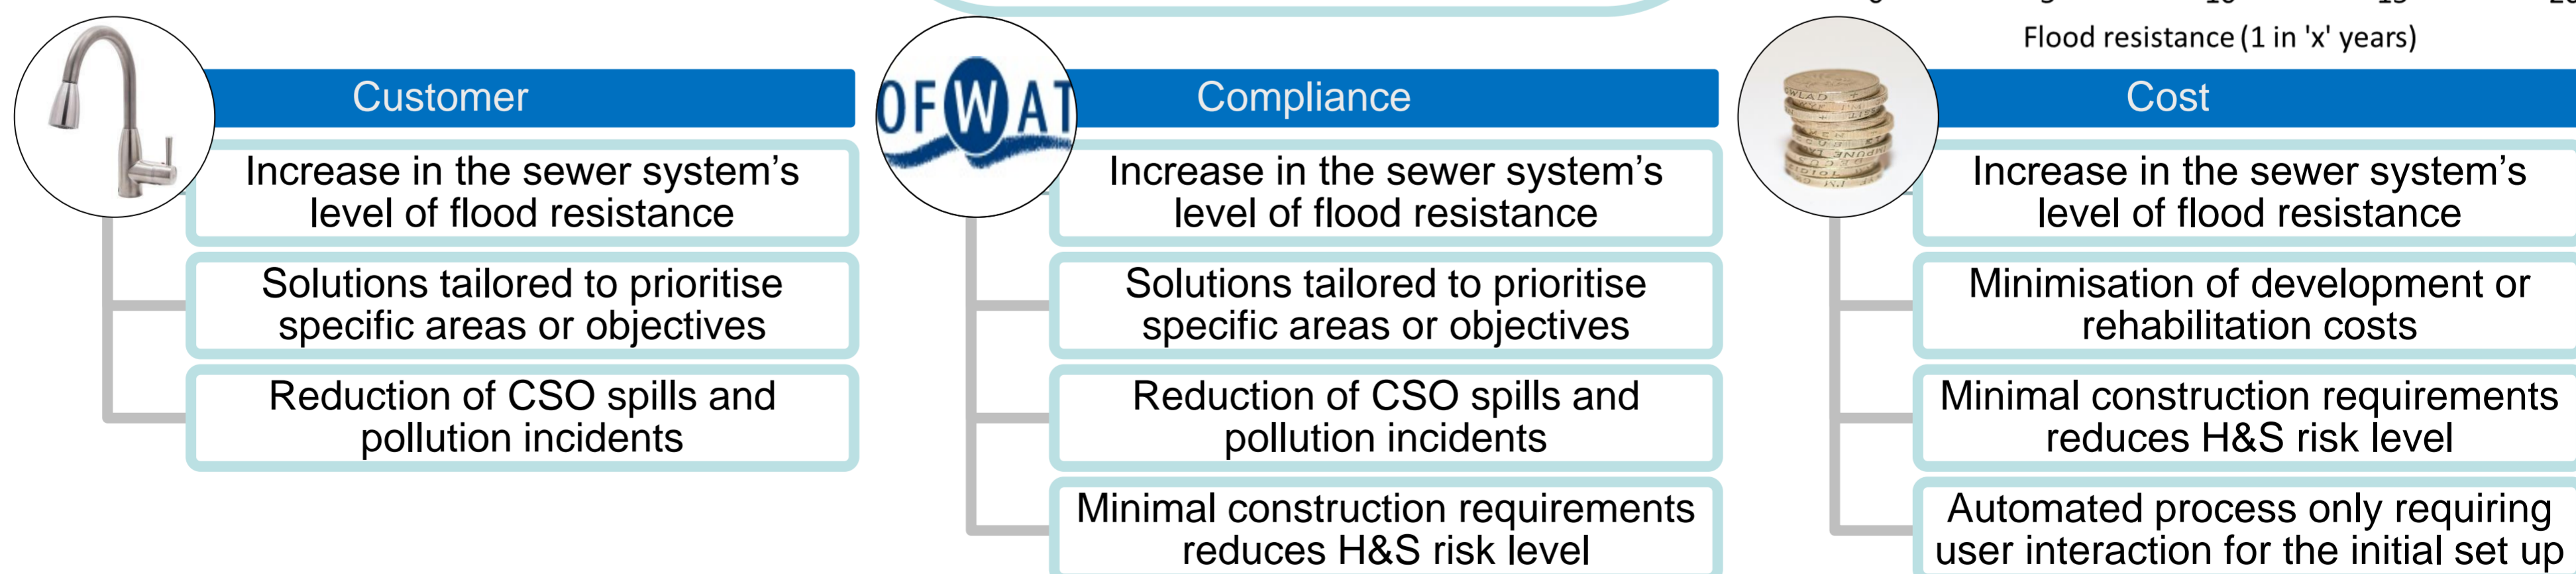 Flood resistance (1 in 'x' years)
Customer
Increase in the sewer system's
level of flood resistance
Solutions tailored to prioritise
specific areas or objectives
Reduction of CSO spills and
pollution incidents
OFWAT
Compliance
Increase in the sewer system's
level of flood resistance
Solutions tailored to prioritise
specific areas or objectives
Reduction of CSO spills and
pollution incidents
Minimal construction requirements
reduces H&S risk level
Cost
Increase in the sewer system's
level of flood resistance
Minimisation of development or
rehabilitation costs
Minimal construction requirements
reduces H&S risk level
Automated process only requiring
user interaction for the initial set up